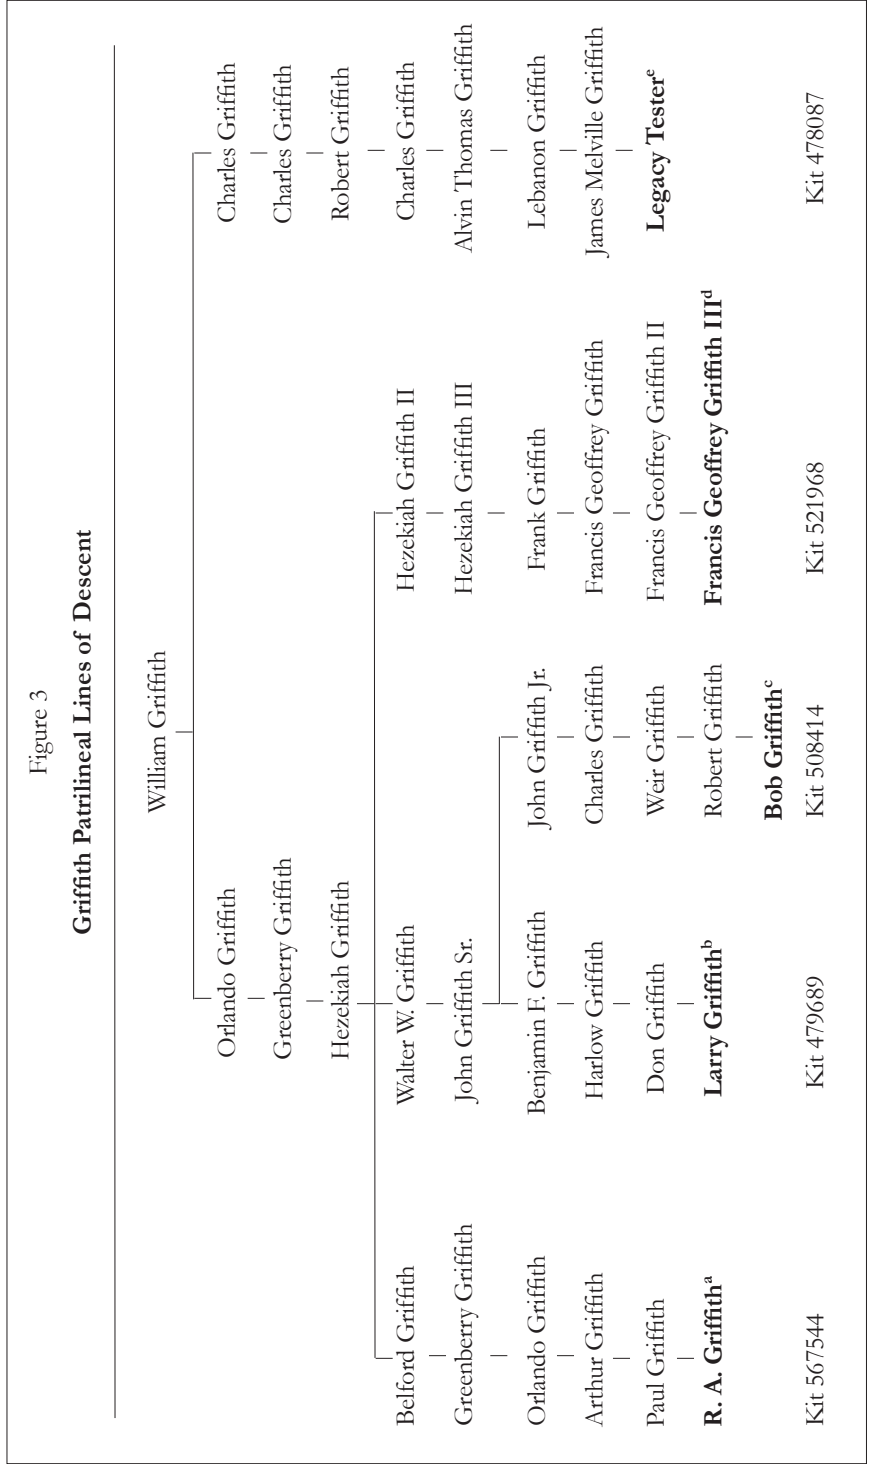 Figure 3
Griffith Patrilineal Lines of Descent
William Griffith
Orlando Griffith
Charles Griffith
Greenberry Griffith
Charles Griffith
Hezekiah Griffith
Robert Griffith
Belford Griffith
Walter W. Griffith
Hezekiah Griffith II
Charles Griffith
Greenberry Griffith
John Griffith Sr.
Hezekiah Griffith III
Alvin Thomas Griffith
Orlando Griffith
Benjamin F. Griffith
John Griffith Jr.
Frank Griffith
Lebanon Griffith
Arthur Griffith
Harlow Griffith
Charles Griffith
Francis Geoffrey Griffith
James Melville Griffith
Paul Griffith
Don Griffith
Weir Griffith
Francis Geoffrey Griffith II
Legacy Tester^e
R. A. Griffith^a
Larry Griffith^b
Robert Griffith
Francis Geoffrey Griffith III^d
Bob Griffith^c
Kit 567544
Kit 479689
Kit 508414
Kit 521968
Kit 478087